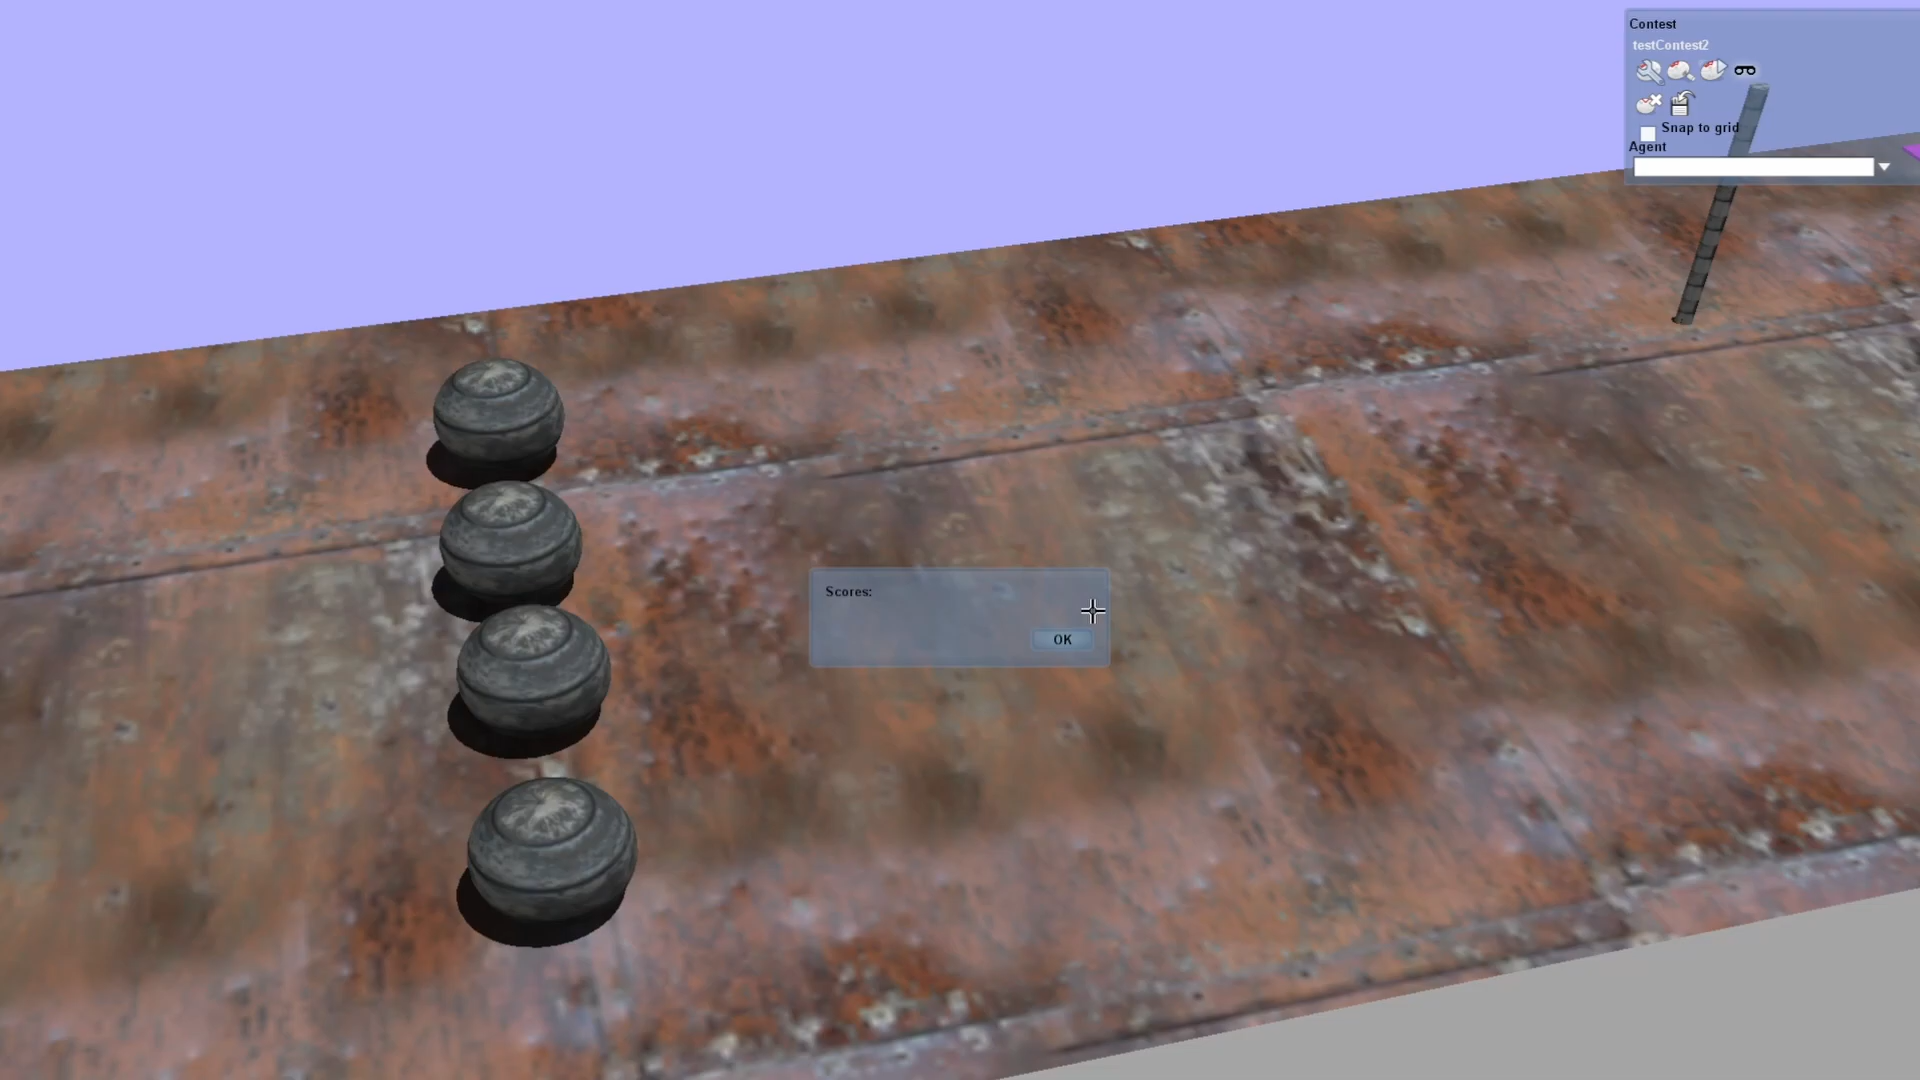 Contest
testContest2
Snap to grid
Agent
Scores:
OK